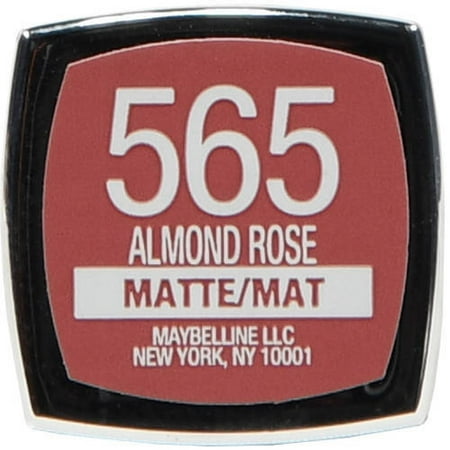 565
ALMOND ROSE
MATTE/MAT
MAYBELLINE LLC
NEW YORK, NY 10001